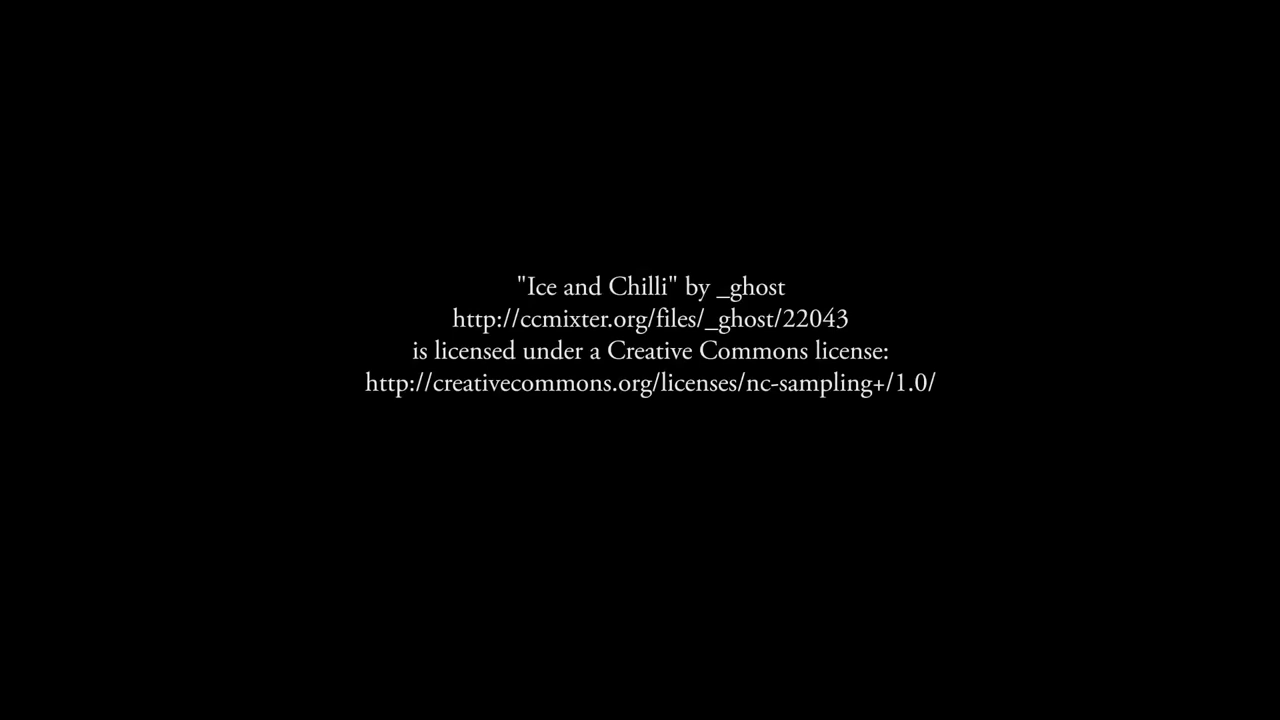 "Ice and Chilli" by _ghost
http://ccmixter.org/files/_ghost/22043
is licensed under a Creative Commons license:
http://creativecommons.org/licenses/nc-sampling+/1.0/